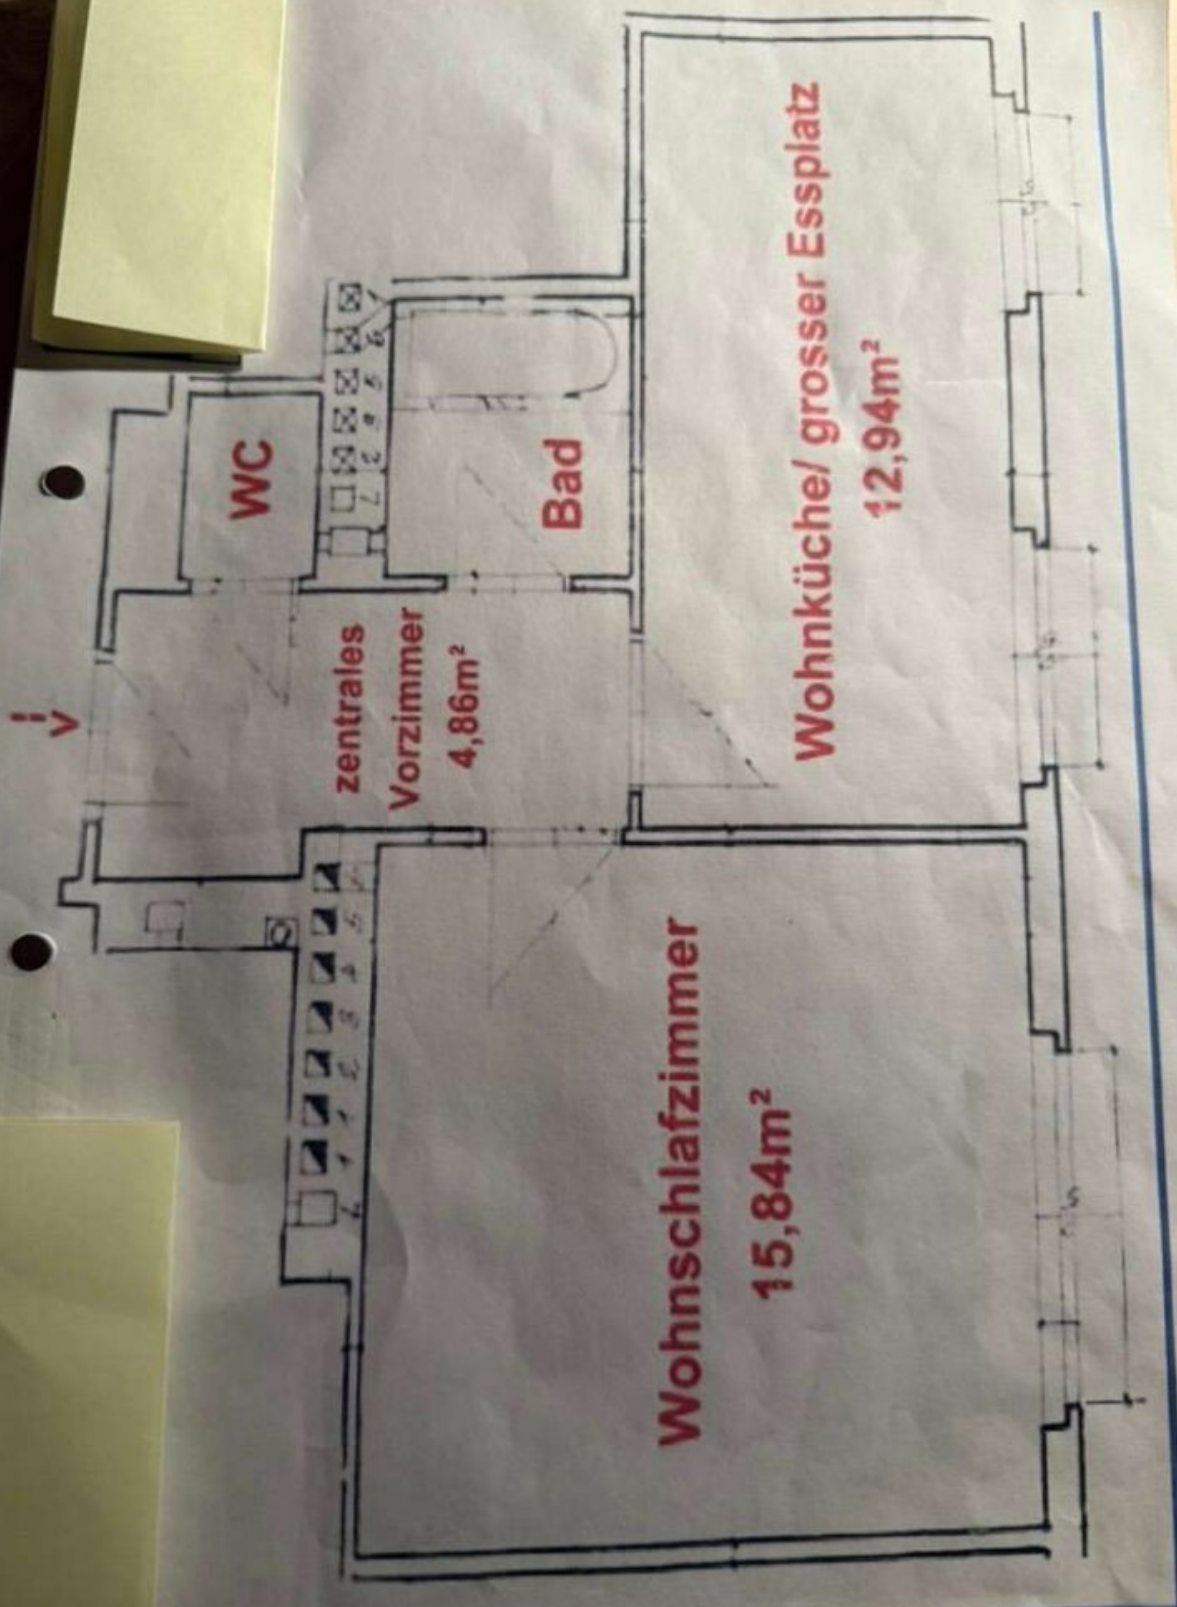 WC
Bad
zentrales
Vorzimmer
4,86m²
Wohnküche/ grosser Essplatz
12,94m²
Wohnschlafzimmer
15,84m²